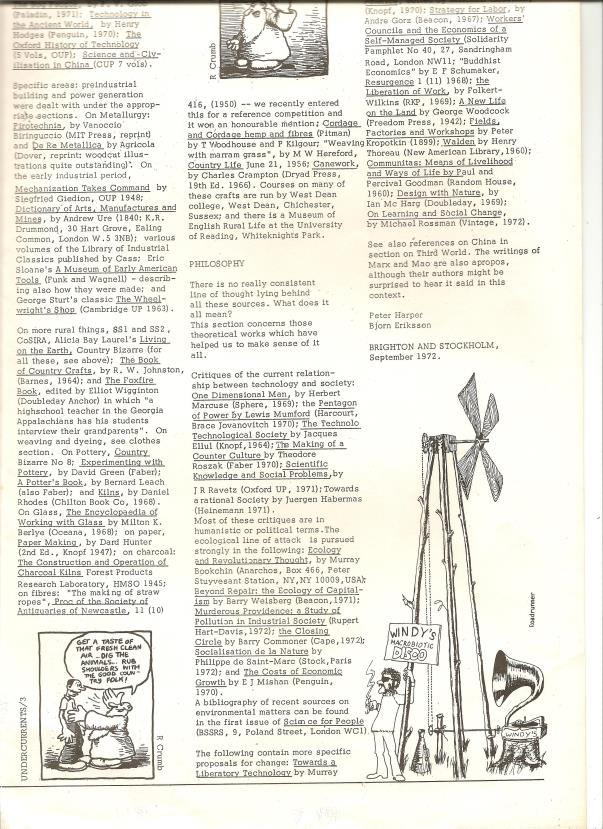 (Paladin, 1971); Technology in
the Ancient World, by Henry
Hodges (Penguin, 1970); The
Oxford History of Technology
(5 Vols, OUP); Science and Civ-
ilisation in China (CUP 7 vols).
Specific areas: preindustrial
building and power generation
were dealt with under the approp-
riate sections. On Metallurgy:
Pirotechnia, by Vanoccio
Biringuccio (MIT Press, reprint)
and De Re Metallica by Agricola
(Dover, reprint: woodcut illus-
trations quite outstanding). On
the early industrial period,
Mechanization Takes Command by
Siegfried Giedion, OUP 1948;
Dictionary of Arts, Manufactures and
Mines, by Andrew Ure (1840; K.R.
Drummond, 30 Hart Grove, Ealing
Common, London W.5 3NB); various
volumes of the Library of Industrial
Classics published by Cass; Eric
Sloane's A Museum of Early American
Tools (Funk and Wagnell) - describ-
ing also how they were made; and
George Sturt's classic The Wheel-
wright's Shop (Cambridge UP 1963).
On more rural things, SS1 and SS2,
CoSIRA, Alicia Bay Laurel's Living
on the Earth, Country Bizarre (for
all these, see above); The Book
of Country Crafts, by R. W. Johnston,
(Barnes, 1964); and The Foxfire
Book, edited by Elliot Wigginton
(Doubleday Anchor) in which "a
highschool teacher in the Georgia
Appalachians has his students
interview their grandparents". On
weaving and dyeing, see clothes
section. On Pottery, Country
Bizarre No 8; Experimenting with
Pottery, by David Green (Faber);
A Potter's Book, by Bernard Leach
(also Faber); and Kilns, by Daniel
Rhodes (Chilton Book Co, 1968).
On Glass, The Encyclopaedia of
Working with Glass by Milton K.
Berlye (Oceana, 1968); on paper,
Paper Making, by Dard Hunter
(2nd Ed., Knopf 1947); on charcoal:
The Construction and Operation of
Charcoal Kilns Forest Products
Research Laboratory, HMSO 1945;
on fibres: "The making of straw
ropes", Proc of the Society of
Antiquaries of Newcastle, 11 (10)
GET A TASTE OF
THAT FRESH CLEAN
AIR.. DIG THE
ANIMALS.. RUB
SHOULDERS WITH
THE GOOD COUN-
TRY FOLK!
R Crumb
UNDERCURRENTS/3
R Crumb
416, (1950) -- we recently entered
this for a reference competition and
it won an honourable mention; Cordage
and Cordage hemp and fibres (Pitman)
by T Woodhouse and P Kilgour; "Weaving
with marram grass", by M W Hereford,
Country Life June 21, 1956; Canework,
by Charles Crampton (Dryad Press,
19th Ed. 1966). Courses on many of
these crafts are run by West Dean
college, West Dean, Chichester,
Sussex; and there is a Museum of
English Rural Life at the University
of Reading, Whiteknights Park.
PHILOSOPHY
There is no really consistent
line of thought lying behind
all these sources. What does it
all mean?
This section concerns those
theoretical works which have
helped us to make sense of it
all.
Critiques of the current relation-
ship between technology and society:
One Dimensional Man, by Herbert
Marcuse (Sphere, 1969); the Pentagon
of Power by Lewis Mumford (Harcourt,
Brace Jovanovitch 1970); The Technolo
Technological Society by Jacques
Ellul (Knopf, 1964); The Making of a
Counter Culture by Theodore
Roszak (Faber 1970); Scientific
Knowledge and Social Problems, by
J R Ravetz (Oxford UP, 1971); Towards
a rational Society by Juergen Habermas
(Heinemann 1971).
Most of these critiques are in
humanistic or political terms. The
ecological line of attack is pursued
strongly in the following: Ecology
and Revolutionary Thought, by Murray
Bookchin (Anarchos, Box 466, Peter
Stuyvesant Station, NY, NY 10009, USA);
Beyond Repair: the Ecology of Capital-
ism by Barry Weisberg (Beacon, 1971);
Murderous Providence: a Study of
Pollution in Industrial Society (Rupert
Hart-Davis, 1972); the Closing
Circle by Barry Commoner (Cape, 1972);
Socialisation de la Nature by
Philippe de Saint-Marc (Stock, Paris
1972); and The Costs of Economic
Growth by E J Mishan (Penguin,
1970).
A bibliography of recent sources on
environmental matters can be found
in the first issue of Science for People
(BSSRS, 9, Poland Street, London WC1).
The following contain more specific
proposals for change: Towards a
Liberatory Technology by Murray
(Knopf, 1970); Strategy for Labor, by
Andre Gorz (Beacon, 1967); Workers'
Councils and the Economics of a
Self-Managed Society (Solidarity
Pamphlet No 40, 27, Sandringham
Road, London NW11; "Buddhist
Economics" by E F Schumaker,
Resurgence 1 (11) 1968); the
Liberation of Work, by Folkert-
Wilkins (RKP, 1969); A New Life
on the Land by George Woodcock
(Freedom Press, 1942); Fields,
Factories and Workshops by Peter
Kropotkin (1899); Walden by Henry
Thoreau (New American Library, 1960);
Communitas: Means of Livelihood
and Ways of Life by Paul and
Percival Goodman (Random House,
1960); Design with Nature, by
Ian Mc Harg (Doubleday, 1969);
On Learning and Social Change,
by Michael Rossman (Vintage, 1972).
See also references on China in
section on Third World. The writings of
Marx and Mao are also apropos,
although their authors might be
surprised to hear it said in this
context.
Peter Harper
Bjorn Eriksson
BRIGHTON AND STOCKHOLM,
September 1972.
WINDY'S
MACROBIOTIC
DISCO
WINDY'S
Roadrunner